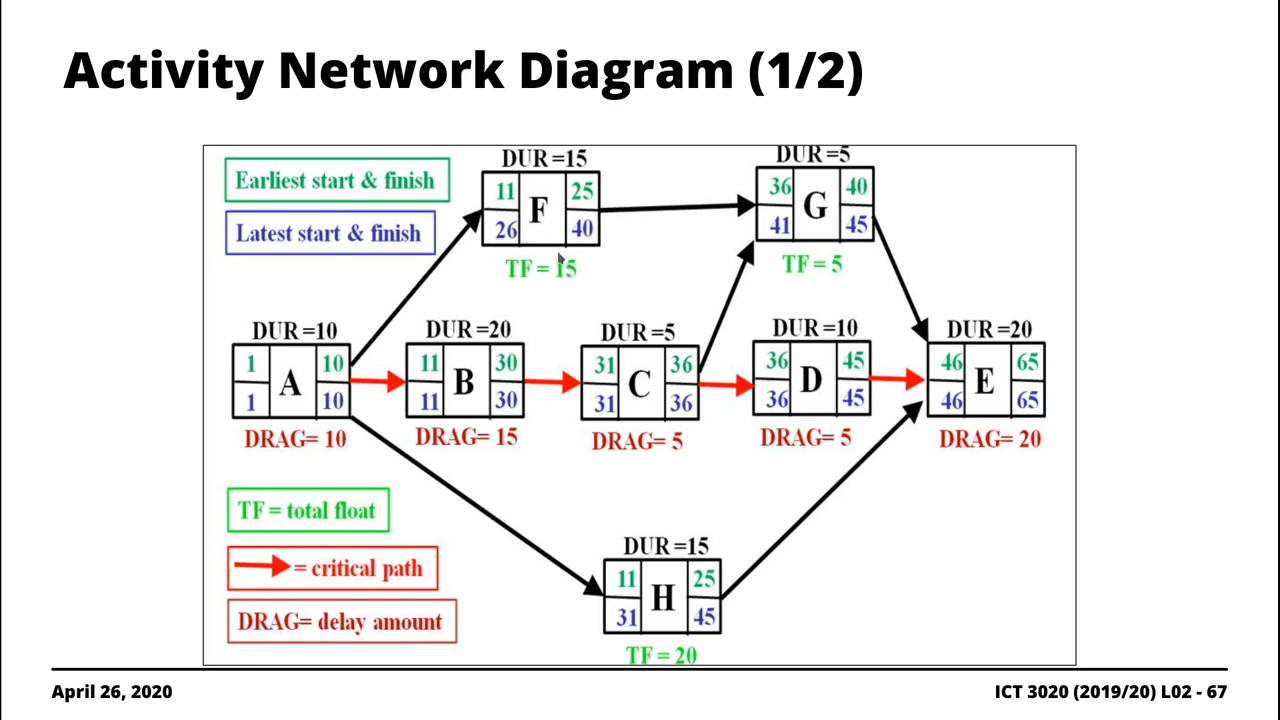 Activity Network Diagram (1/2)
Earliest start & finish
Latest start & finish
DUR =15
11 F 25
26 40
TF = 15
DUR =5
36 G 40
41 45
TF = 5
DUR =10
1 A 10
1 10
DRAG= 10
DUR =20
11 B 30
11 30
DRAG= 15
DUR =5
31 C 36
31 36
DRAG= 5
DUR =10
36 D 45
36 45
DRAG= 5
DUR =20
46 E 65
46 65
DRAG= 20
TF = total float
= critical path
DRAG= delay amount
DUR =15
11 H 25
31 45
TF = 20
April 26, 2020
ICT 3020 (2019/20) L02 - 67